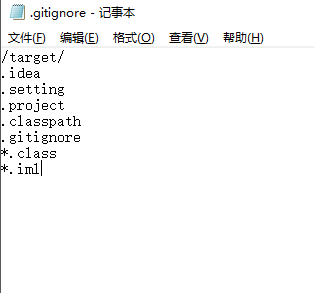 .gitignore - 记事本
文件(F) 编辑(E) 格式(O) 查看(V) 帮助(H)
/target/
.idea
.setting
.project
.classpath
.gitignore
*.class
*.iml